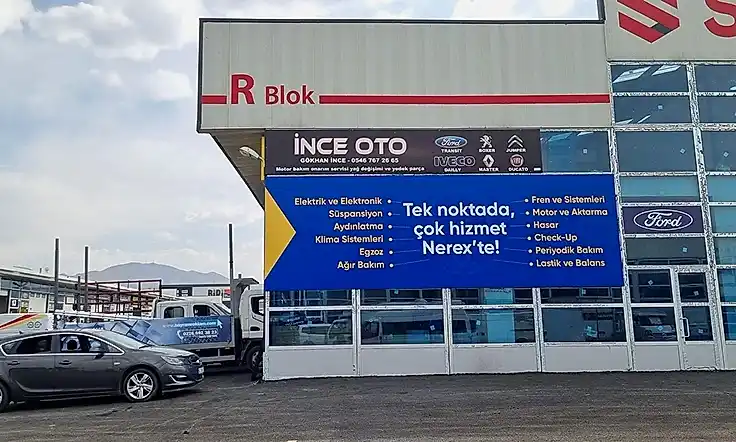 R Blok
İNCE OTO
GÖKHAN İNCE - 0546 767 26 65
Motor bakım onarım servisi yağ değişimi ve yedek parça
Ford
TRANSIT
BOXER
JUMPER
IVECO
DAILY
MASTER
FIAT
DUCATO
Elektrik ve Elektronik
Süspansiyon
Aydınlatma
Klima Sistemleri
Egzoz
Ağır Bakım
Tek noktada,
çok hizmet
Nerex'te!
Fren ve Sistemleri
Motor ve Aktarma
Hasar
Check-Up
Periyodik Bakım
Lastik ve Balans
Ford
S